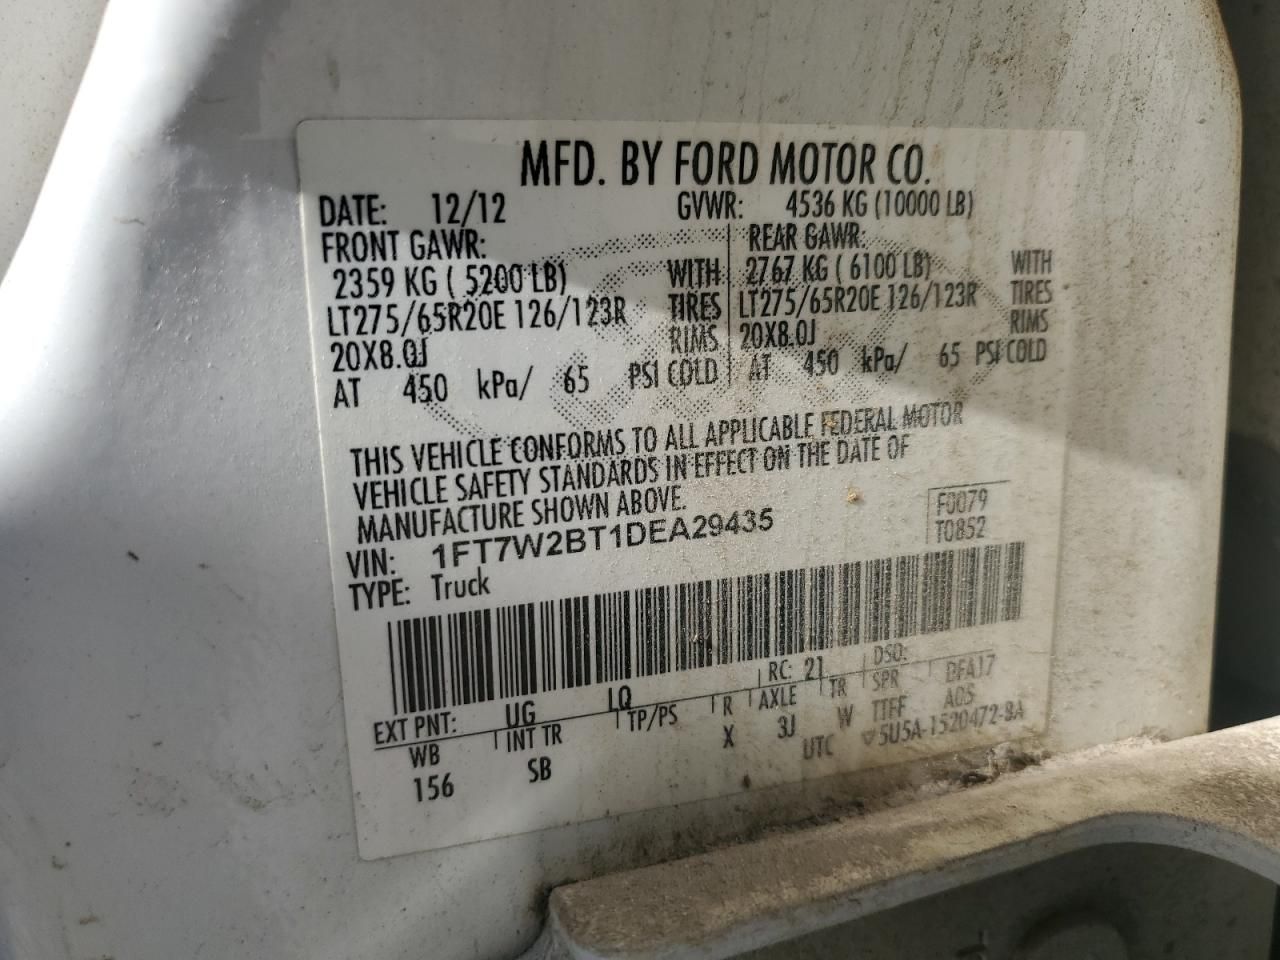 MFD. BY FORD MOTOR CO.
DATE: 12/12 GVWR: 4536 KG (10000 LB)
FRONT GAWR: REAR GAWR:
2359 KG ( 5200 LB) WITH 2767 KG ( 6100 LB) WITH
LT275/65R20E 126/123R TIRES LT275/65R20E 126/123R TIRES
20X8.0J RIMS 20X8.0J RIMS
AT 450 kPa/ 65 PSI COLD AT 450 kPa/ 65 PSI COLD
THIS VEHICLE CONFORMS TO ALL APPLICABLE FEDERAL MOTOR
VEHICLE SAFETY STANDARDS IN EFFECT ON THE DATE OF
MANUFACTURE SHOWN ABOVE.
F0079
VIN: 1FT7W2BT1DEA29435 T0852
TYPE: Truck
EXT PNT: UG LQ RC: 21 DSO:
WB INT TR TP/PS R AXLE TR SPR DFA17
156 SB X 3J W TTFF A0S
UTC 5U5A-1520472-BA